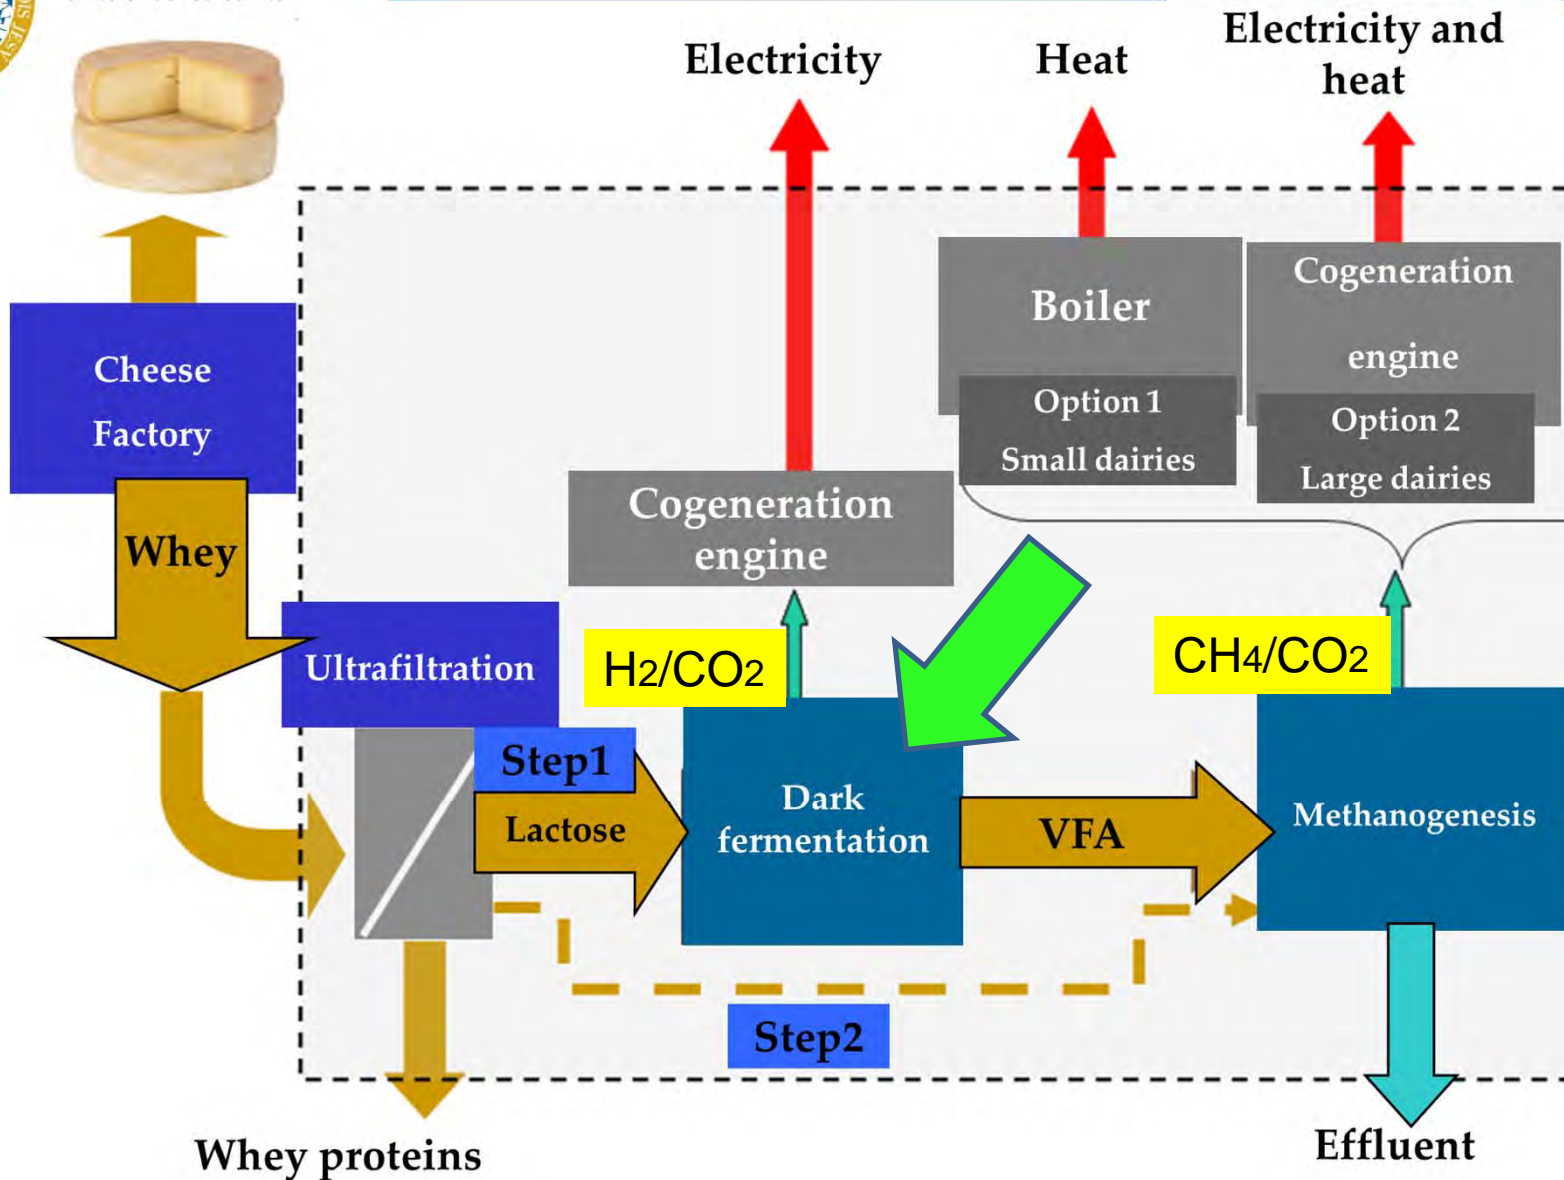 Electricity
Heat
Electricity and
heat
Cheese
Factory
Whey
Boiler
Option 1
Small dairies
Cogeneration
engine
Option 2
Large dairies
Cogeneration
engine
Ultrafiltration
H2/CO2
CH4/CO2
Step1
Lactose
Dark
fermentation
VFA
Methanogenesis
Step2
Whey proteins
Effluent